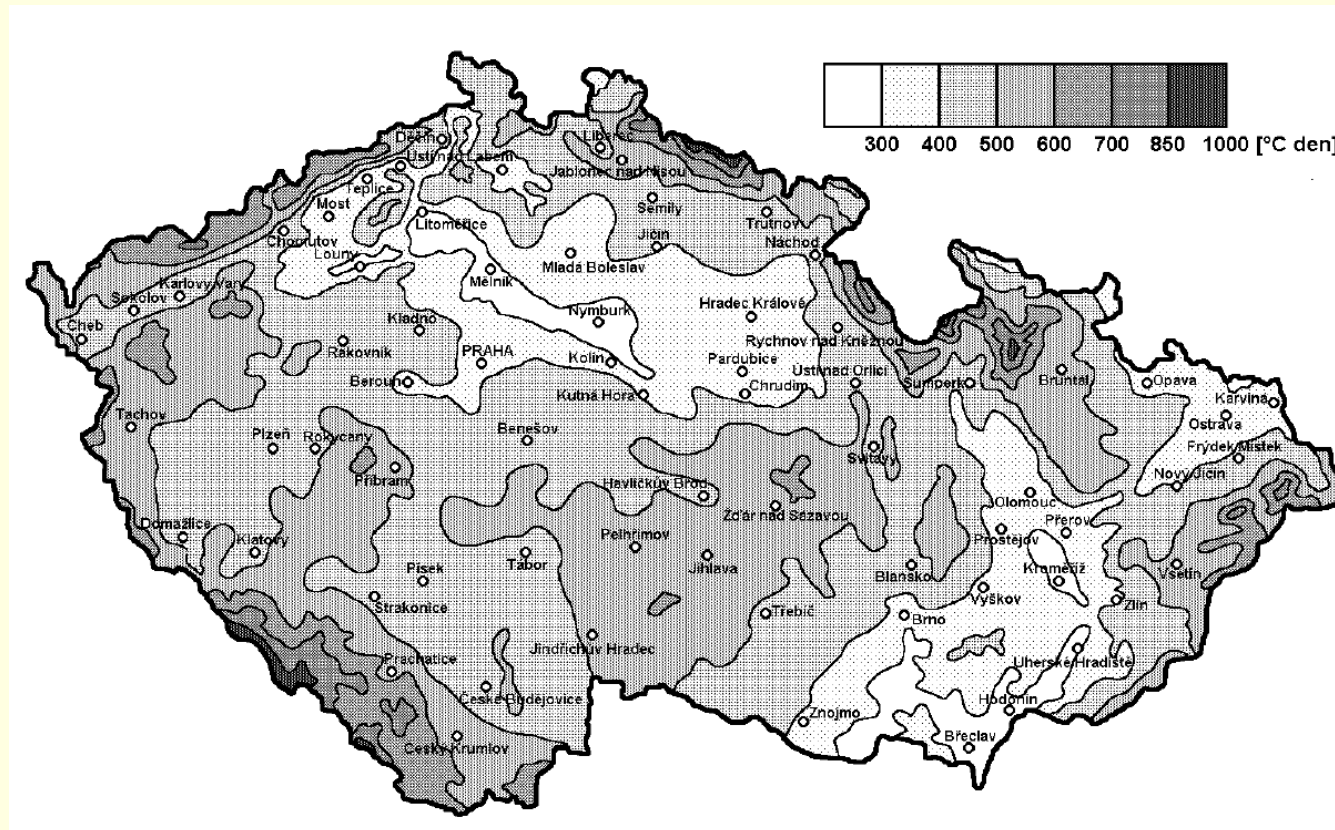 300 400 500 600 700 850 1000 [°C den]
Děčín
Ústí nad Labem
Teplice
Most
Chomutov
Louny
Litoměřice
Liberec
Jablonec nad Nisou
Semily
Jičín
Trutnov
Náchod
Karlovy Vary
Sokolov
Cheb
Mělník
Mladá Boleslav
Kladno
Nymburk
Hradec Králové
Rakovník
PRAHA
Kolín
Rychnov nad Kněžnou
Beroun
Pardubice
Ústí nad Orlicí
Kutná Hora
Chrudim
Šumperk
Bruntál
Opava
Karviná
Ostrava
Tachov
Plzeň
Rokycany
Benešov
Svitavy
Frýdek Místek
Nový Jičín
Příbram
Havlíčkův Brod
Žďár nad Sázavou
Olomouc
Domažlice
Klatovy
Pelhřimov
Přerov
Prostějov
Písek
Tábor
Jihlava
Blansko
Kroměříž
Vsetín
Strakonice
Třebíč
Vyškov
Zlín
Brno
Prachatice
Jindřichův Hradec
Uherské Hradiště
České Budějovice
Znojmo
Hodonín
Český Krumlov
Břeclav